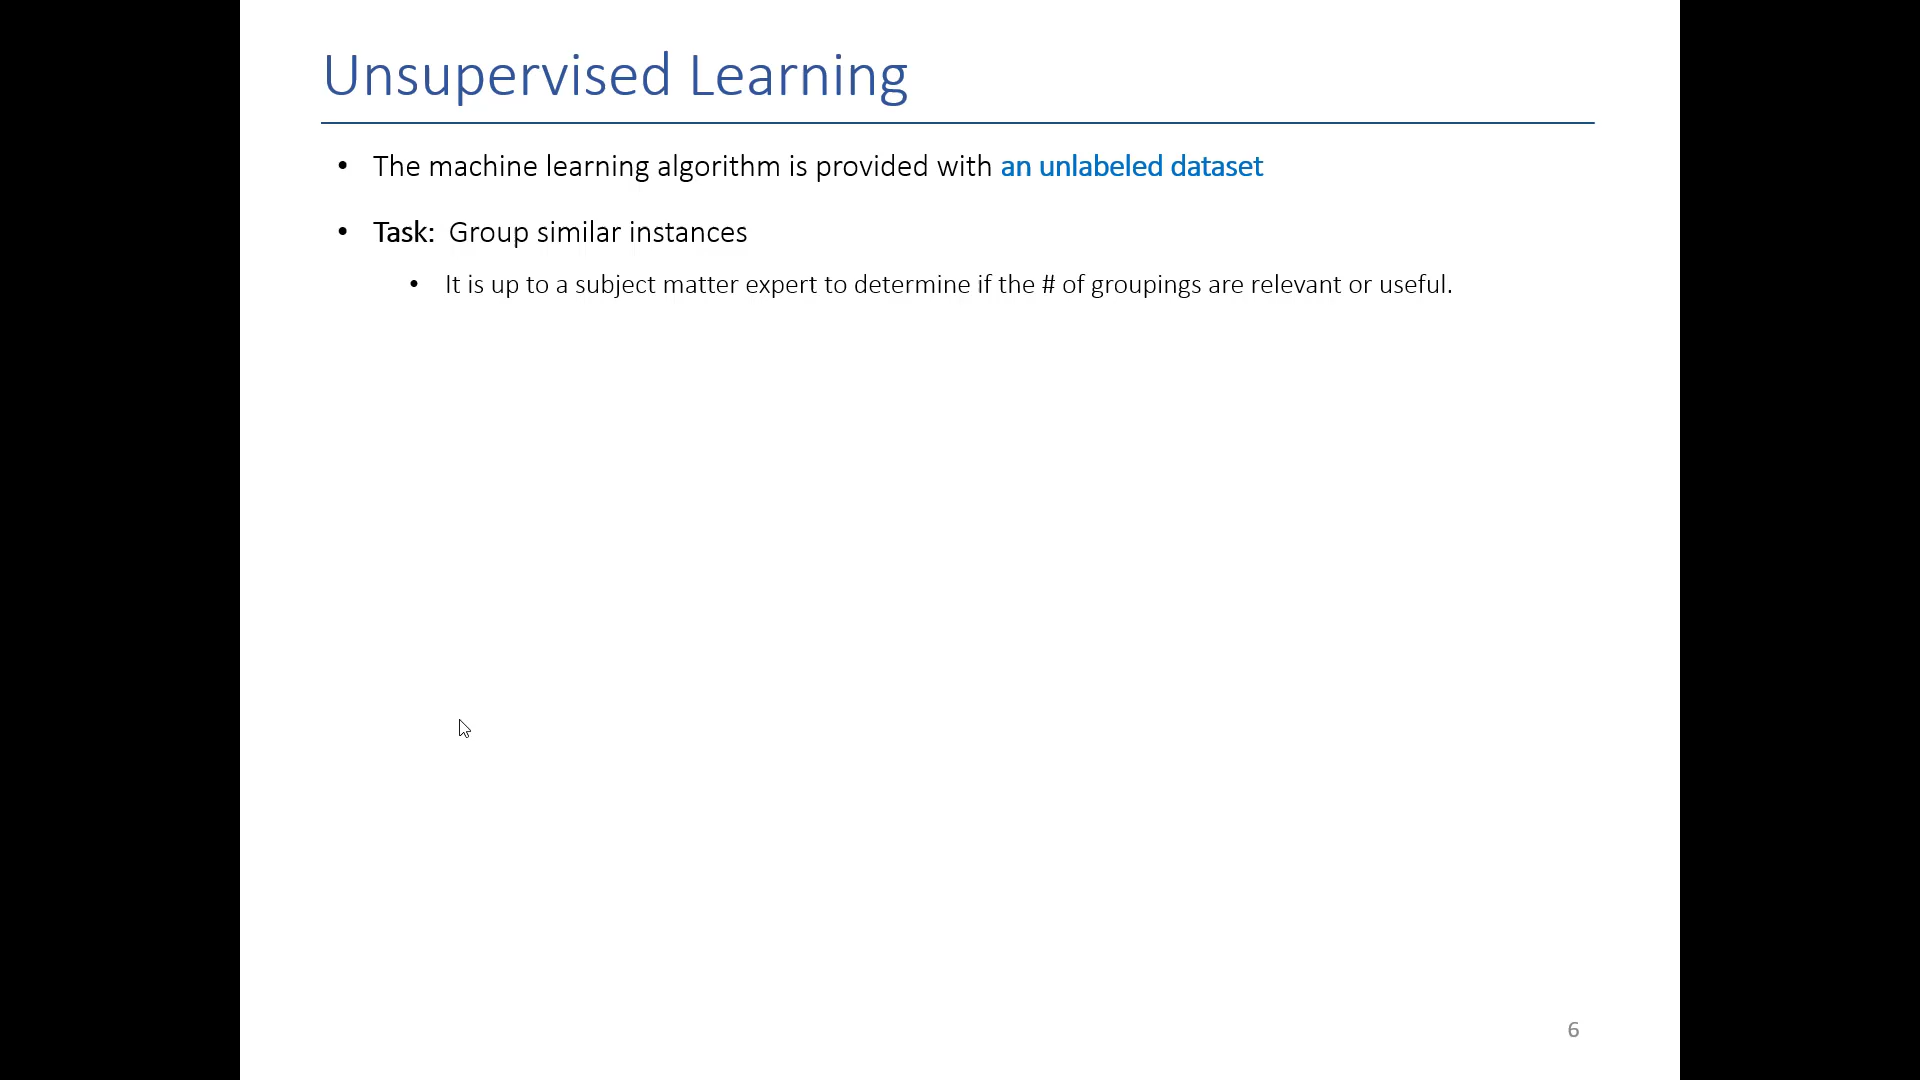 Unsupervised Learning
• The machine learning algorithm is provided with an unlabeled dataset
• Task: Group similar instances
• It is up to a subject matter expert to determine if the # of groupings are relevant or useful.
6